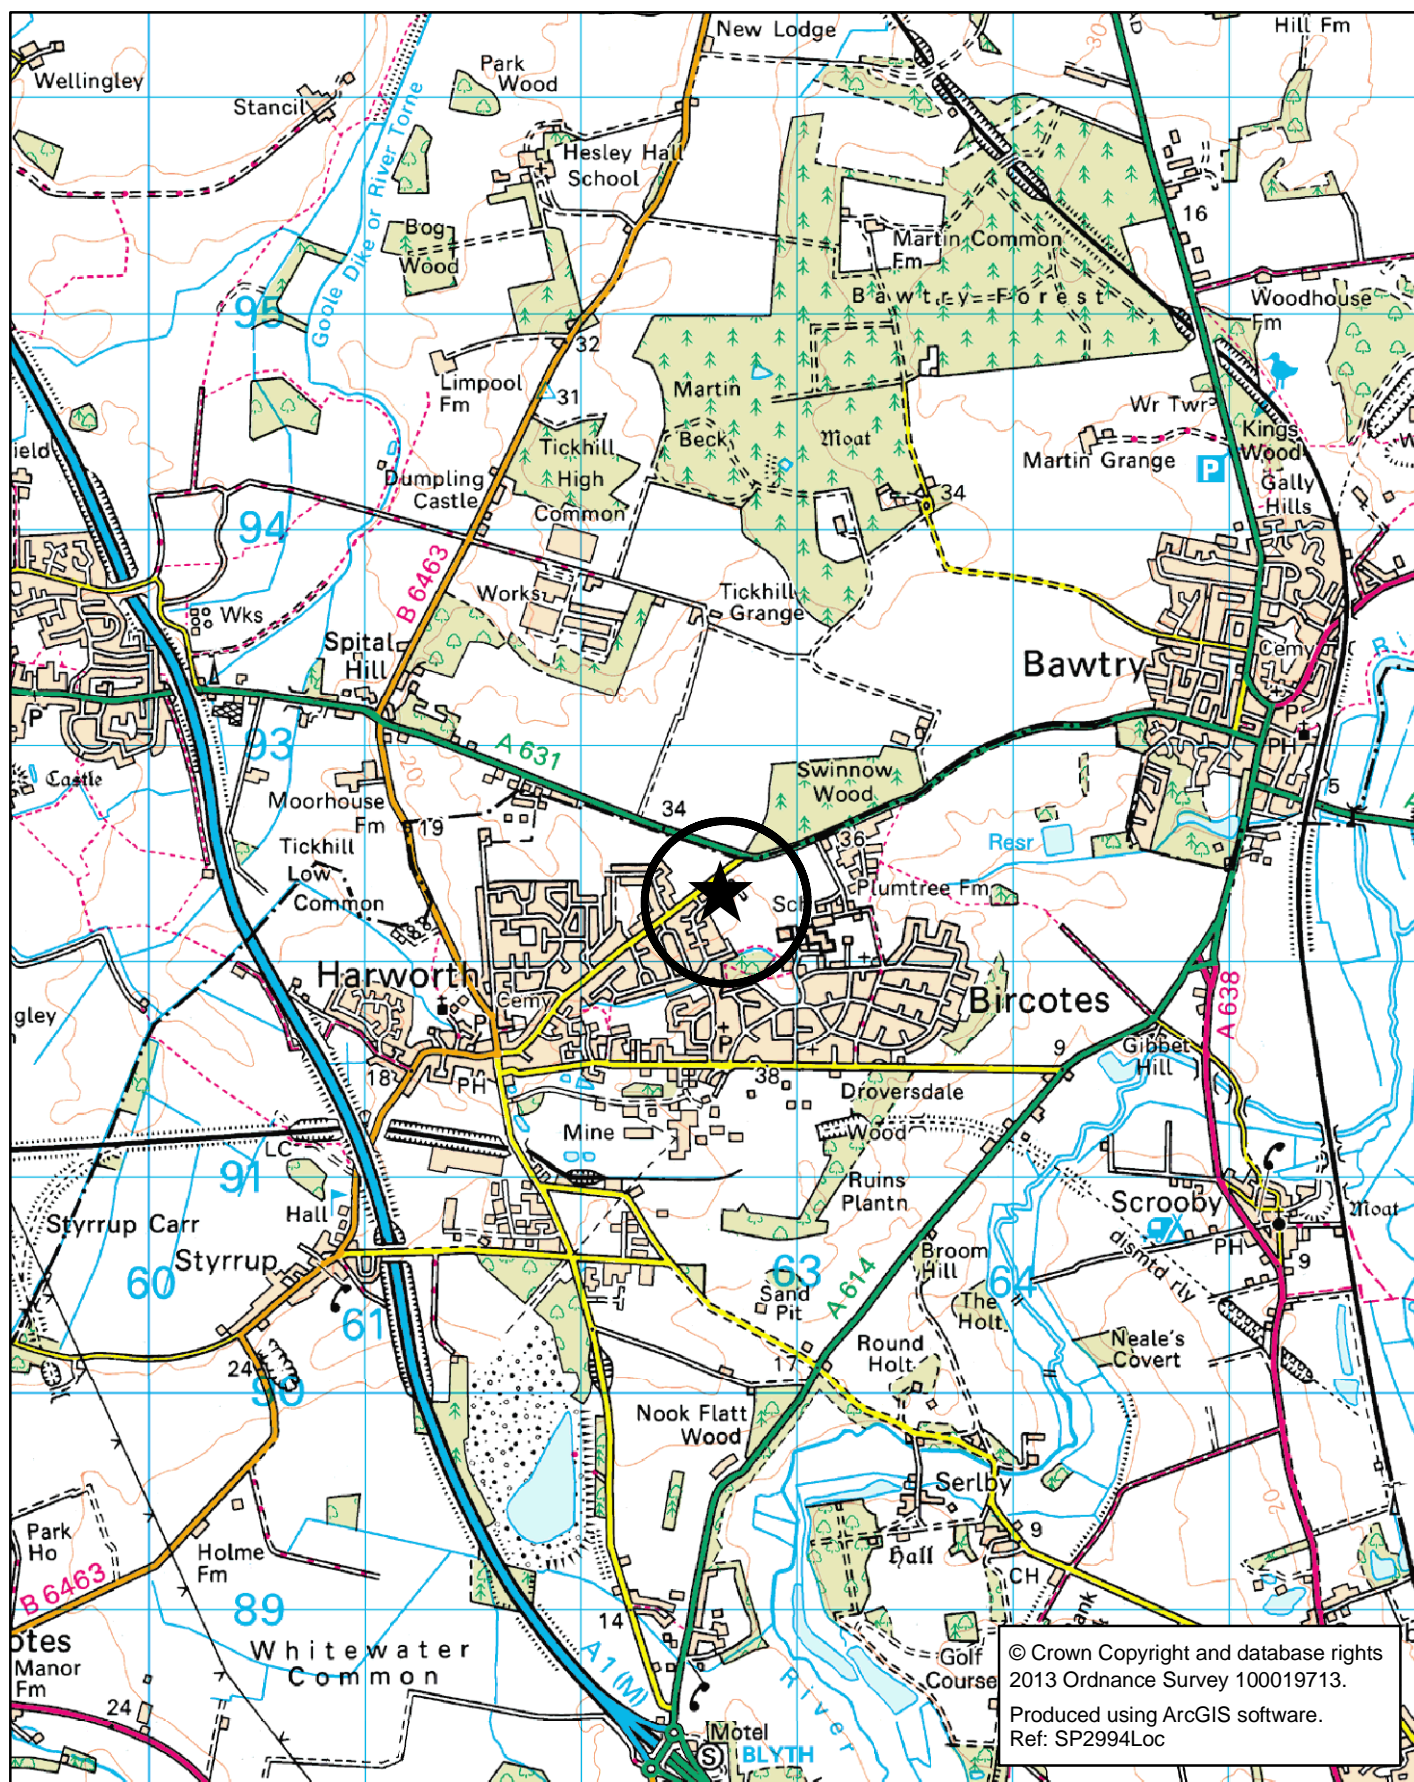 New Lodge
Hill Fm
30
Wellingley
Park
Wood
Stancil
Goole Dike or River Torne
Hesley Hall
School
Bog
Wood
16
Martin Common
Fm
Bawtry Forest
Woodhouse
Fm
95
32
Limpool
Fm
31
Martin
Wr Twr
Tickhill
High
Common
Beck
Moat
Kings
Wood
Martin Grange
P
Gally
Hills
ield
Dumpling
Castle
34
94
B 6463
Works
Tickhill
Grange
Wks
Spital
Hill
Cemy
Bawtry
P
P
93
A 631
PH
Castle
Swinnow
Wood
Moorhouse
Fm
20
34
5
19
36
Resr
Tickhill
Low
Common
Plumtree Fm
Sch
Harworth
Cemy
Bircotes
gley
P
P
A 638
Gibbet
Hill
18
PH
38
9
Droversdale
Wood
Mine
LC
91
Ruins
Plantn
Scrooby
Moat
Styrrup Carr
Hall
Styrrup
PH
dismtd rly
9
Broom
Hill
60
61
63
64
Sand
Pit
A 614
The
Holt
Round
Holt
Neale's
Covert
17
24
90
Nook Flatt
Wood
Serlby
20
Park
Ho
Holme
Fm
Hall
9
CH
B 6463
89
14
otes
Manor
Fm
Whitewater
Common
A 1 (M)
Golf
Course
River
24
Motel
S
BLYTH
© Crown Copyright and database rights
2013 Ordnance Survey 100019713.
Produced using ArcGIS software.
Ref: SP2994Loc